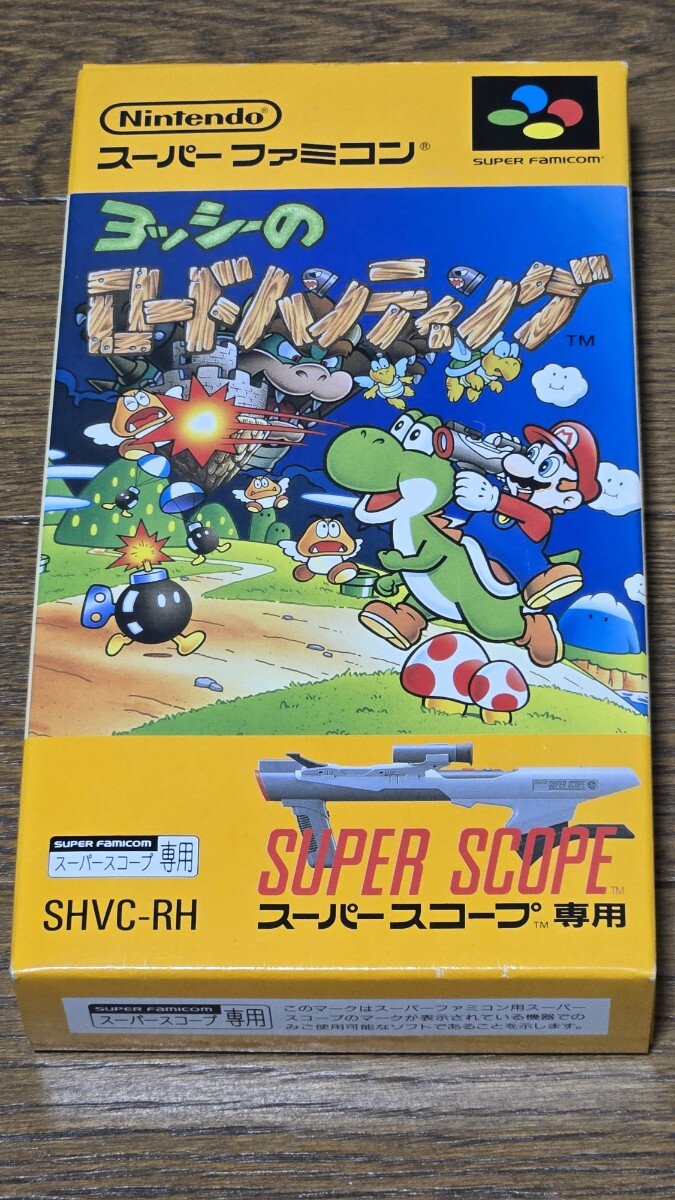 Nintendo®
スーパーファミコン®
SUPER FAMICOM®
ヨッシーの
ロードハンティング
TM
M
SUPER SCOPE
SUPER FAMICOM
スーパースコープ 専用
SHVC-RH
SUPER SCOPE TM
スーパースコープTM 専用
SUPER FAMICOM
スーパースコープ 専用
このマークはスーパーファミコン用スーパー
スコープのマークが表示されている機器での
みご使用可能なソフトであることを示します。